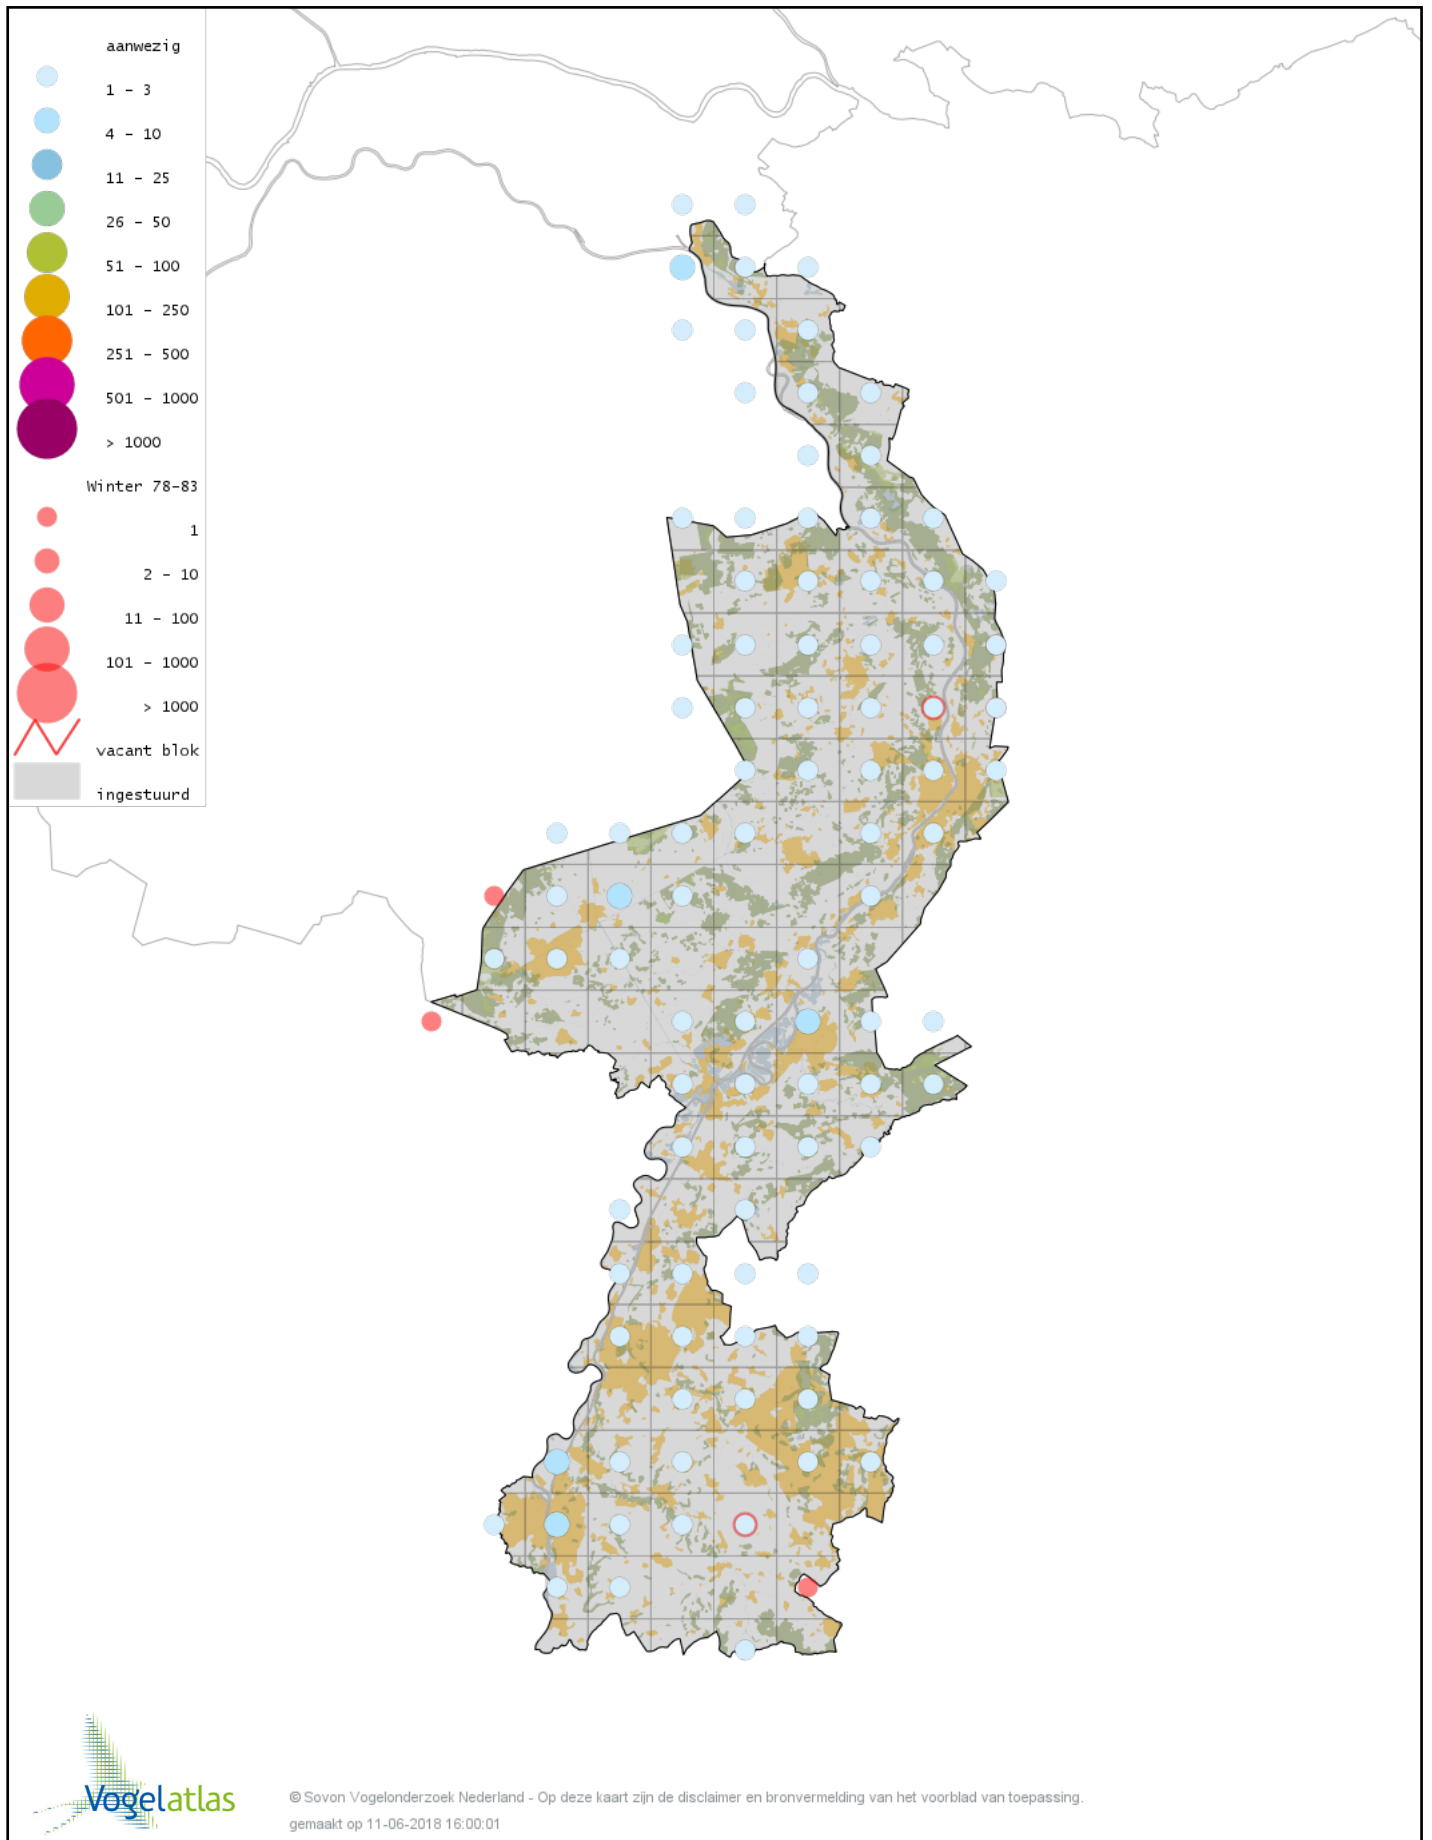 aanwezig
1 - 3
4 - 10
11 - 25
26 - 50
51 - 100
101 - 250
251 - 500
501 - 1000
> 1000
Winter 78-83
1
2 - 10
11 - 100
101 - 1000
> 1000
vacant blok
ingestuurd
Vogelatlas
© Sovon Vogelonderzoek Nederland - Op deze kaart zijn de disclaimer en bronvermelding van het voorblad van toepassing.
gemaakt op 11-06-2018 16:00:01